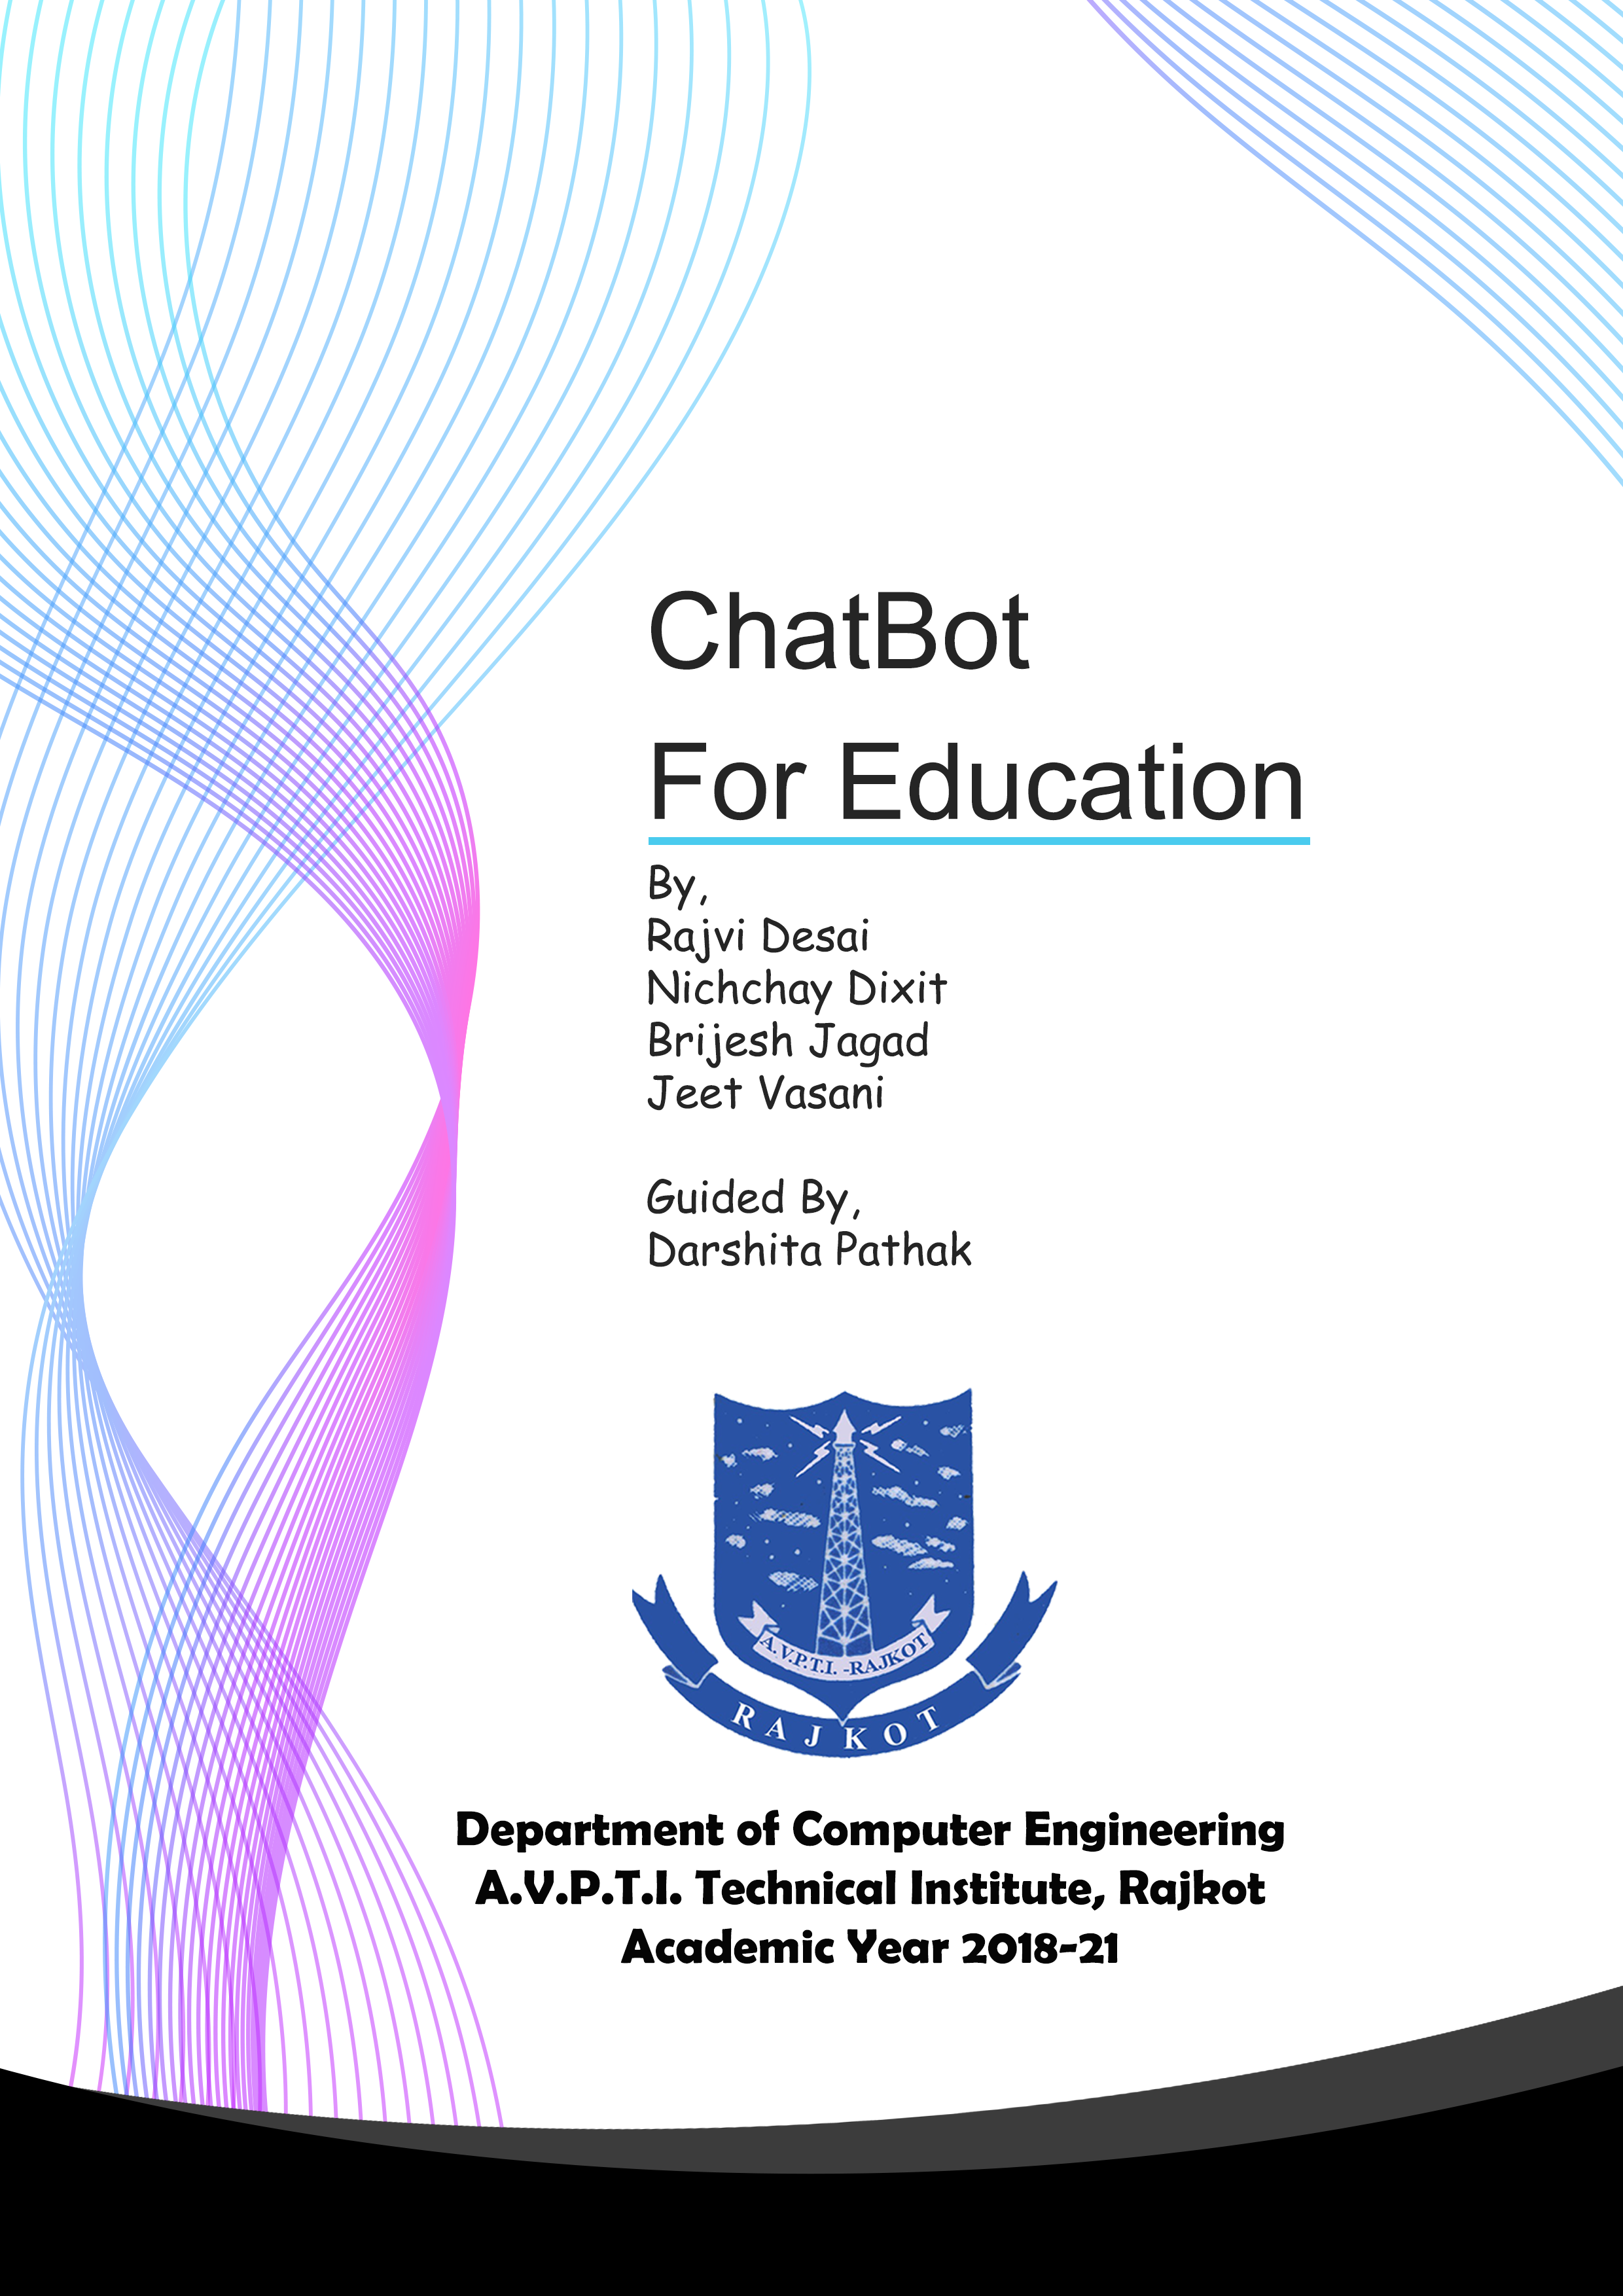 ChatBot
For Education
By,
Rajvi Desai
Nichchay Dixit
Brijesh Jagad
Jeet Vasani
Guided By,
Darshita Pathak
A.V.P.T.I. -RAJKOT
RAJKOT
Department of Computer Engineering
A.V.P.T.I. Technical Institute, Rajkot
Academic Year 2018-21